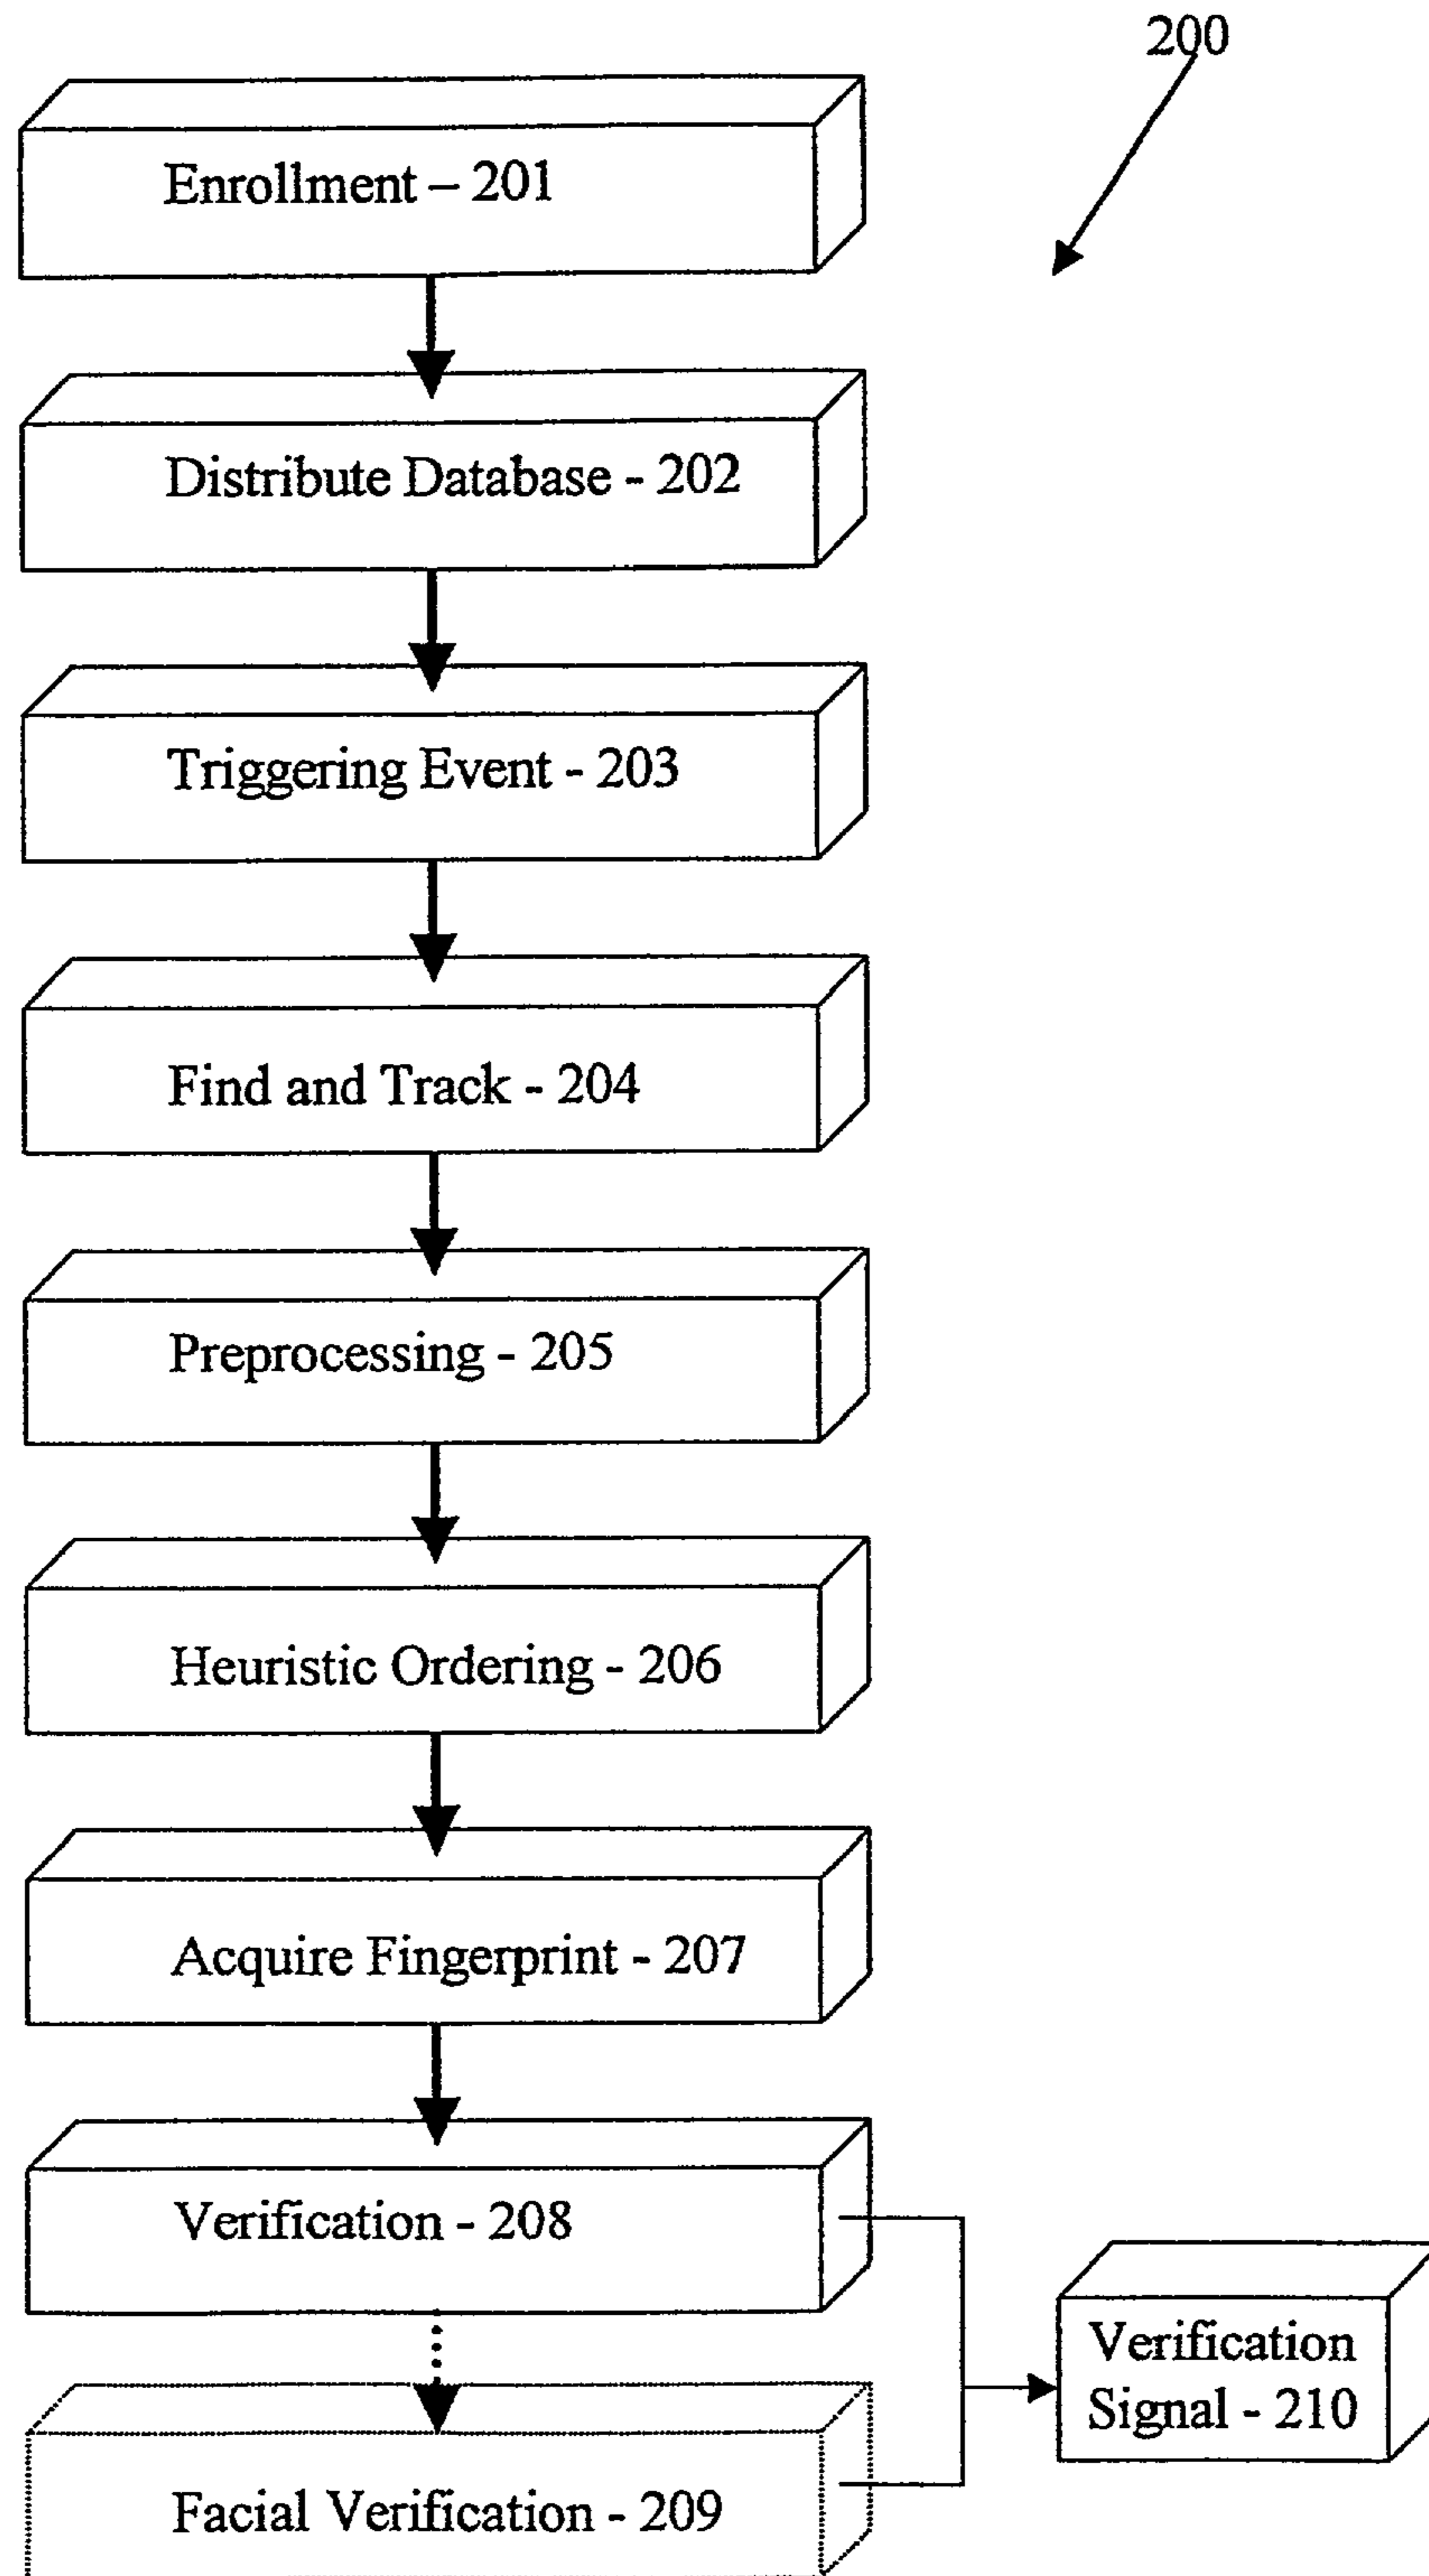 200
Enrollment – 201
Distribute Database - 202
Triggering Event - 203
Find and Track - 204
Preprocessing - 205
Heuristic Ordering - 206
Acquire Fingerprint - 207
Verification - 208
Verification
Signal - 210
Facial Verification - 209